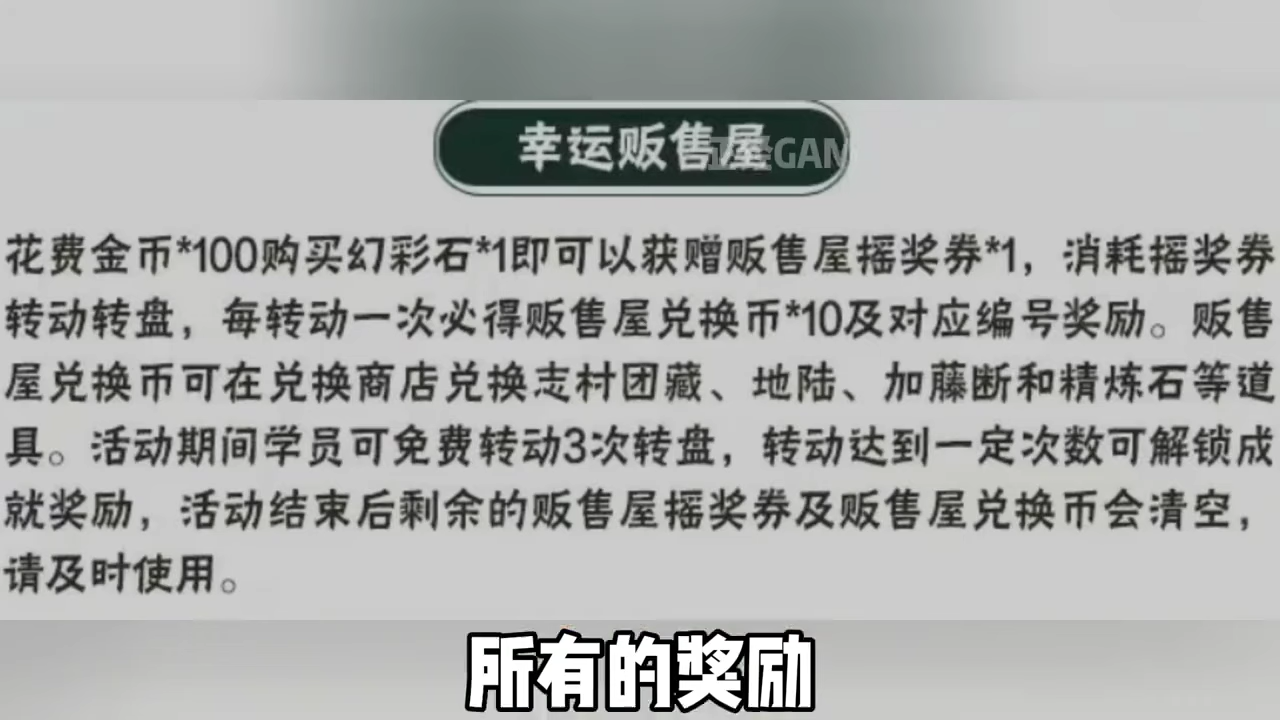 幸运贩售屋
花费金币*100购买幻彩石*1即可以获赠贩售屋摇奖券*1，消耗摇奖券
转动转盘，每转动一次必得贩售屋兑换币*10及对应编号奖励。贩售
屋兑换币可在兑换商店兑换志村团藏、地陆、加藤断和精炼石等道
具。活动期间学员可免费转动3次转盘，转动达到一定次数可解锁成
就奖励，活动结束后剩余的贩售屋摇奖券及贩售屋兑换币会清空，
请及时使用。
所有的奖励